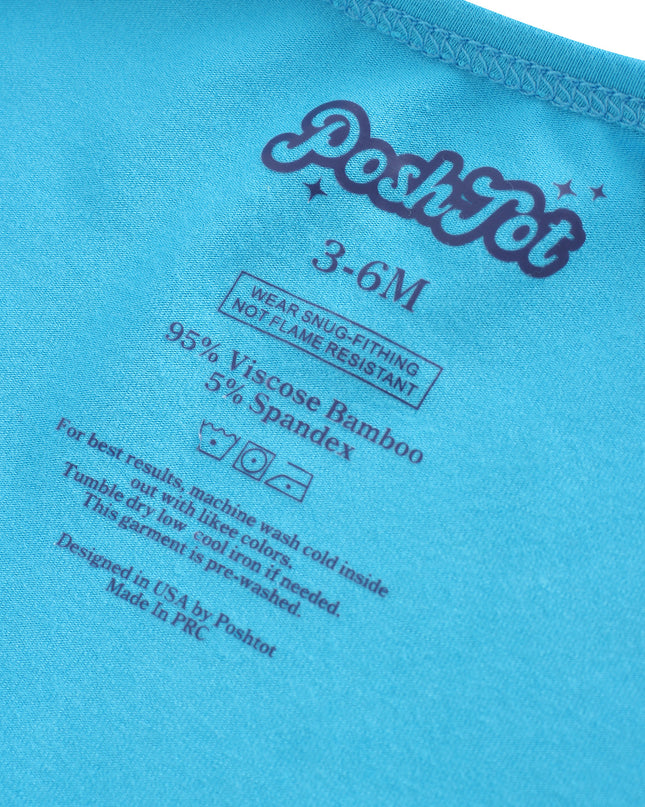 PoshTot
3-6M
WEAR SNUG-FITHING
NOT FLAME RESISTANT
95% Viscose Bamboo
5% Spandex
For best results, machine wash cold inside
out with likee colors.
Tumble dry low cool iron if needed.
This garment is pre-washed.
Designed in USA by Poshtot
Made In PRC